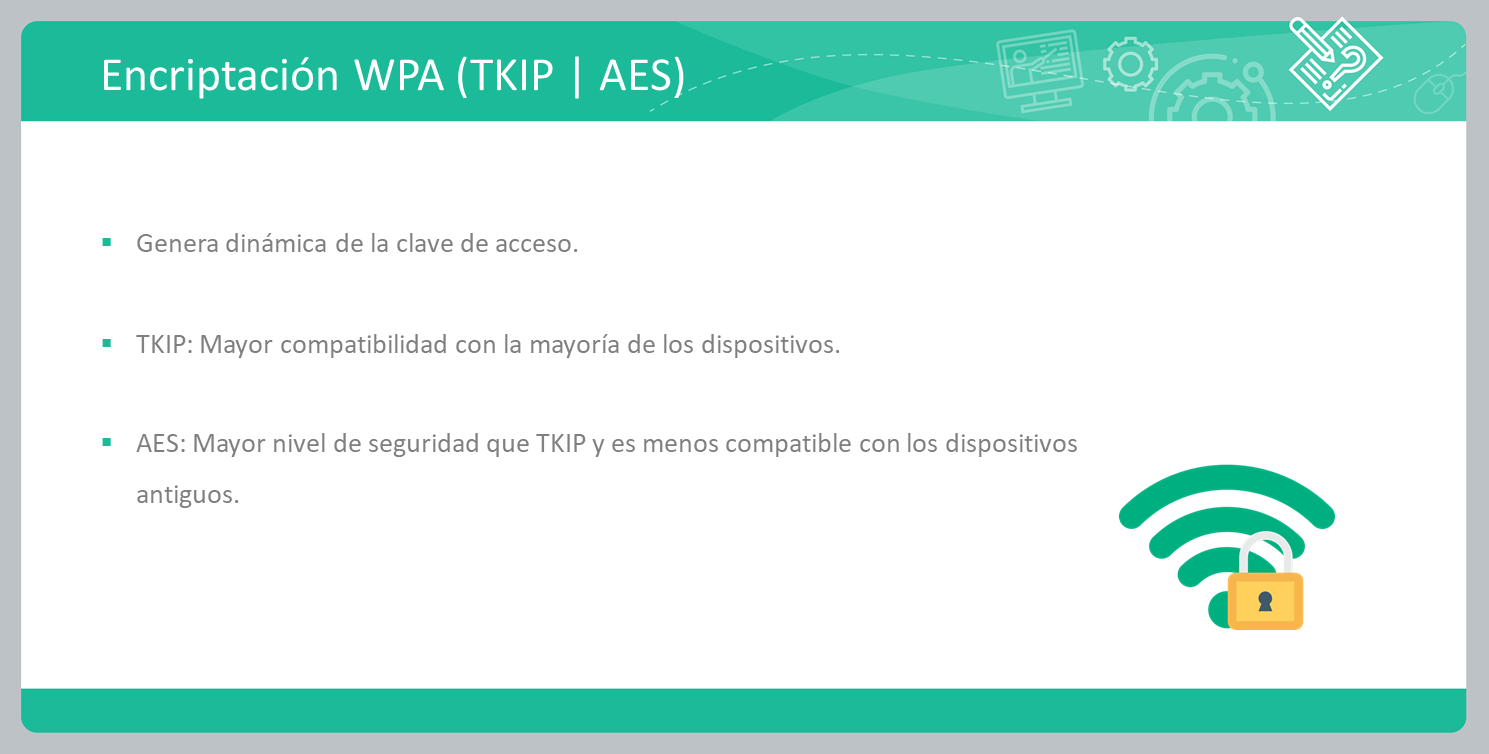 Encriptación WPA (TKIP | AES)
Genera dinámica de la clave de acceso.
TKIP: Mayor compatibilidad con la mayoría de los dispositivos.
AES: Mayor nivel de seguridad que TKIP y es menos compatible con los dispositivos
antiguos.